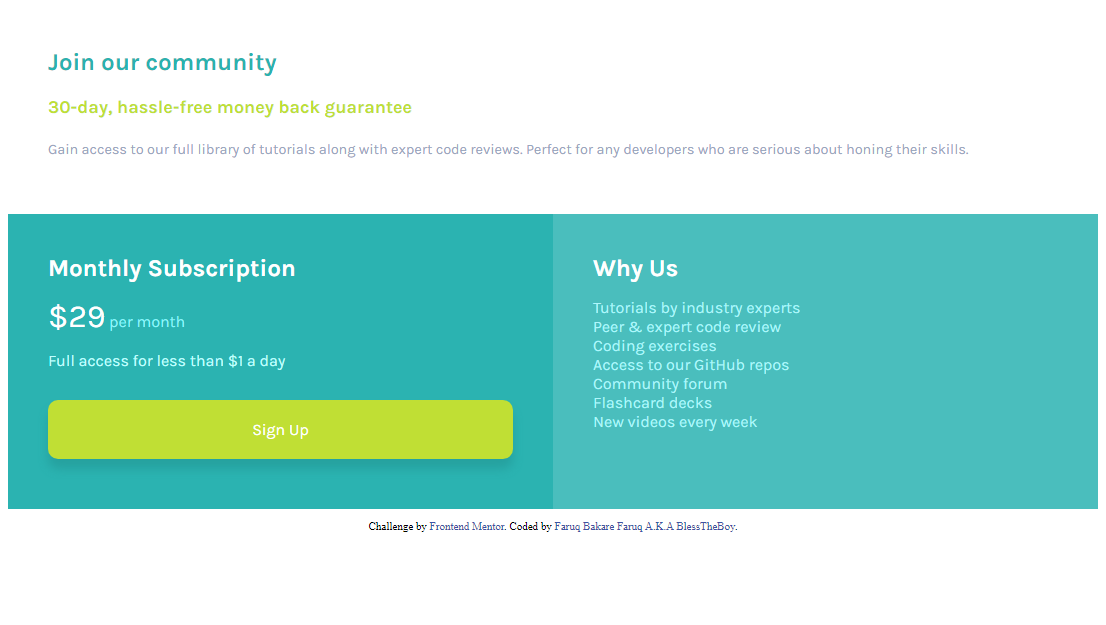 Join our community
30-day, hassle-free money back guarantee
Gain access to our full library of tutorials along with expert code reviews. Perfect for any developers who are serious about honing their skills.
Monthly Subscription
$29 per month
Full access for less than $1 a day
Sign Up
Why Us
Tutorials by industry experts
Peer & expert code review
Coding exercises
Access to our GitHub repos
Community forum
Flashcard decks
New videos every week
Challenge by Frontend Mentor. Coded by Faruq Bakare Faruq A.K.A BlessTheBoy.